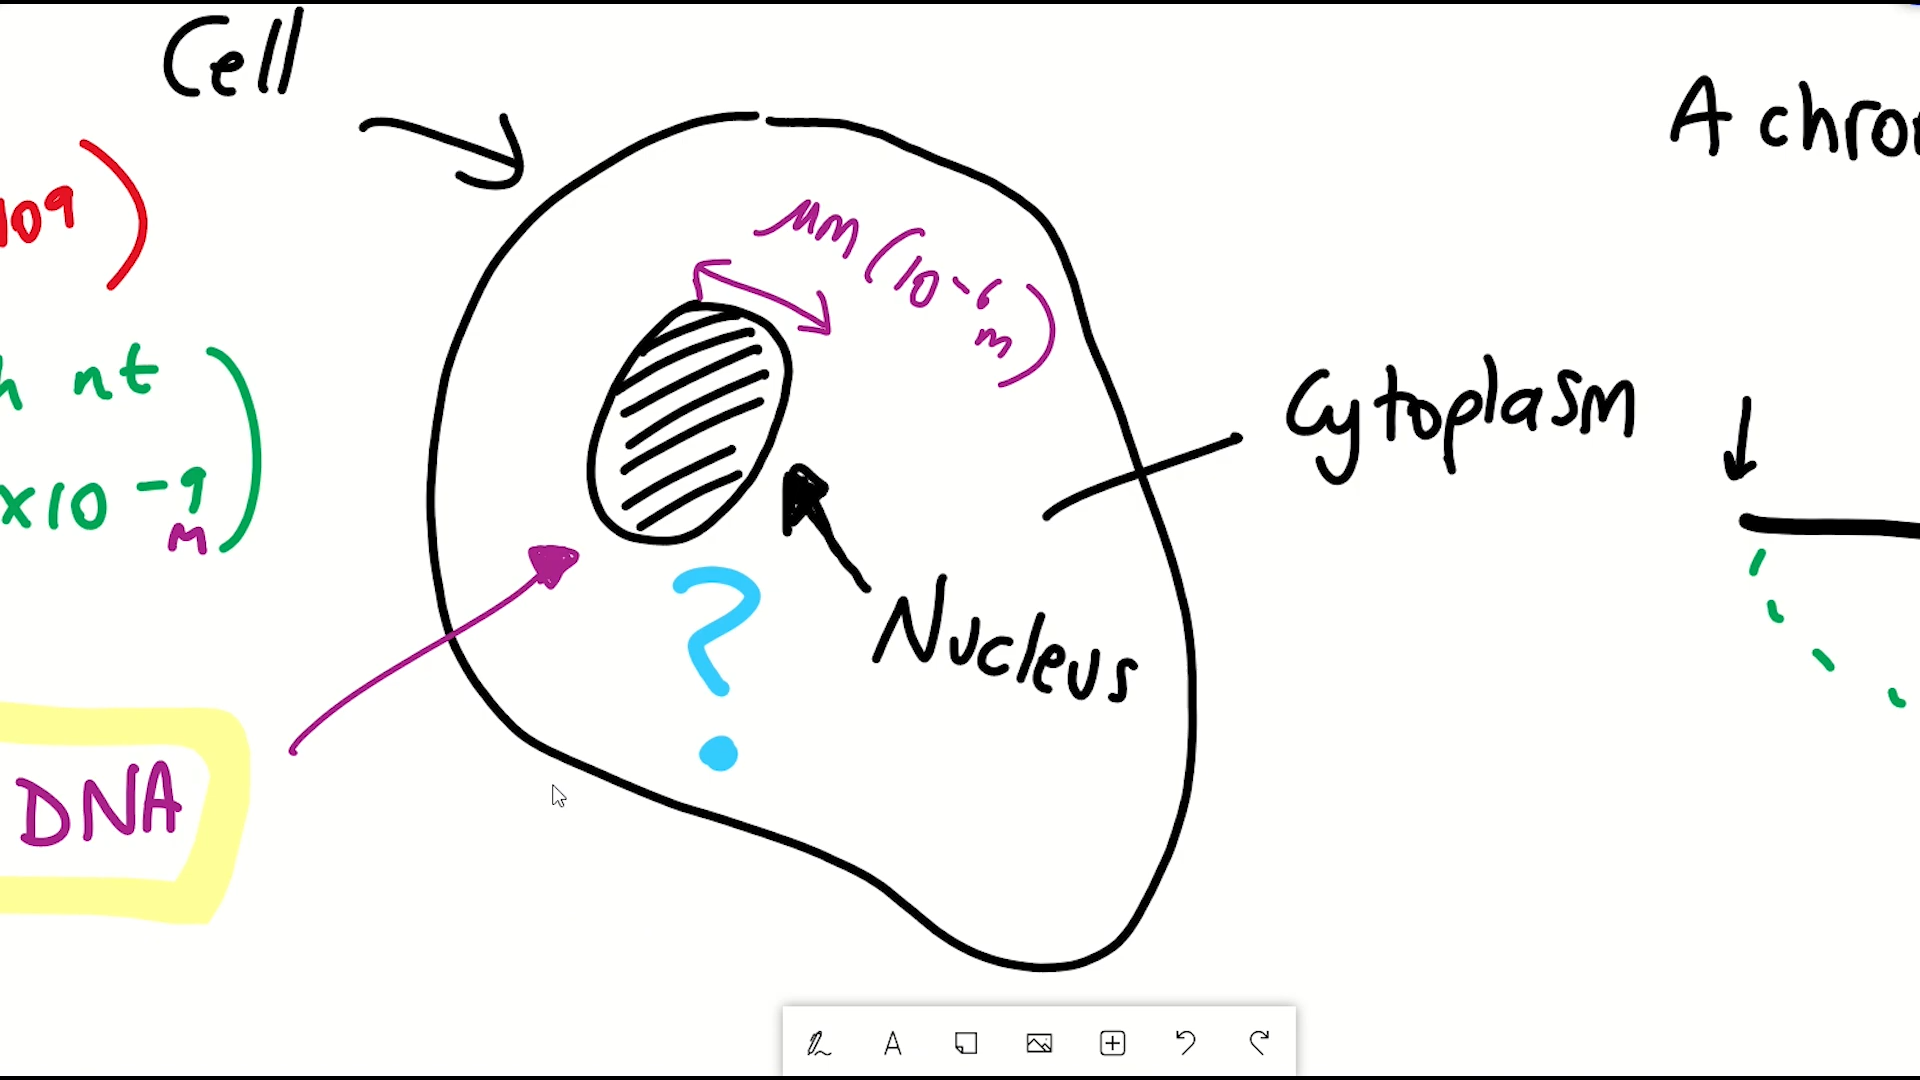 Cell
A chro
109)
μm (10-6
m)
h nt
Cytoplasm
x10-9
m)
Nucleus
?
DNA
A